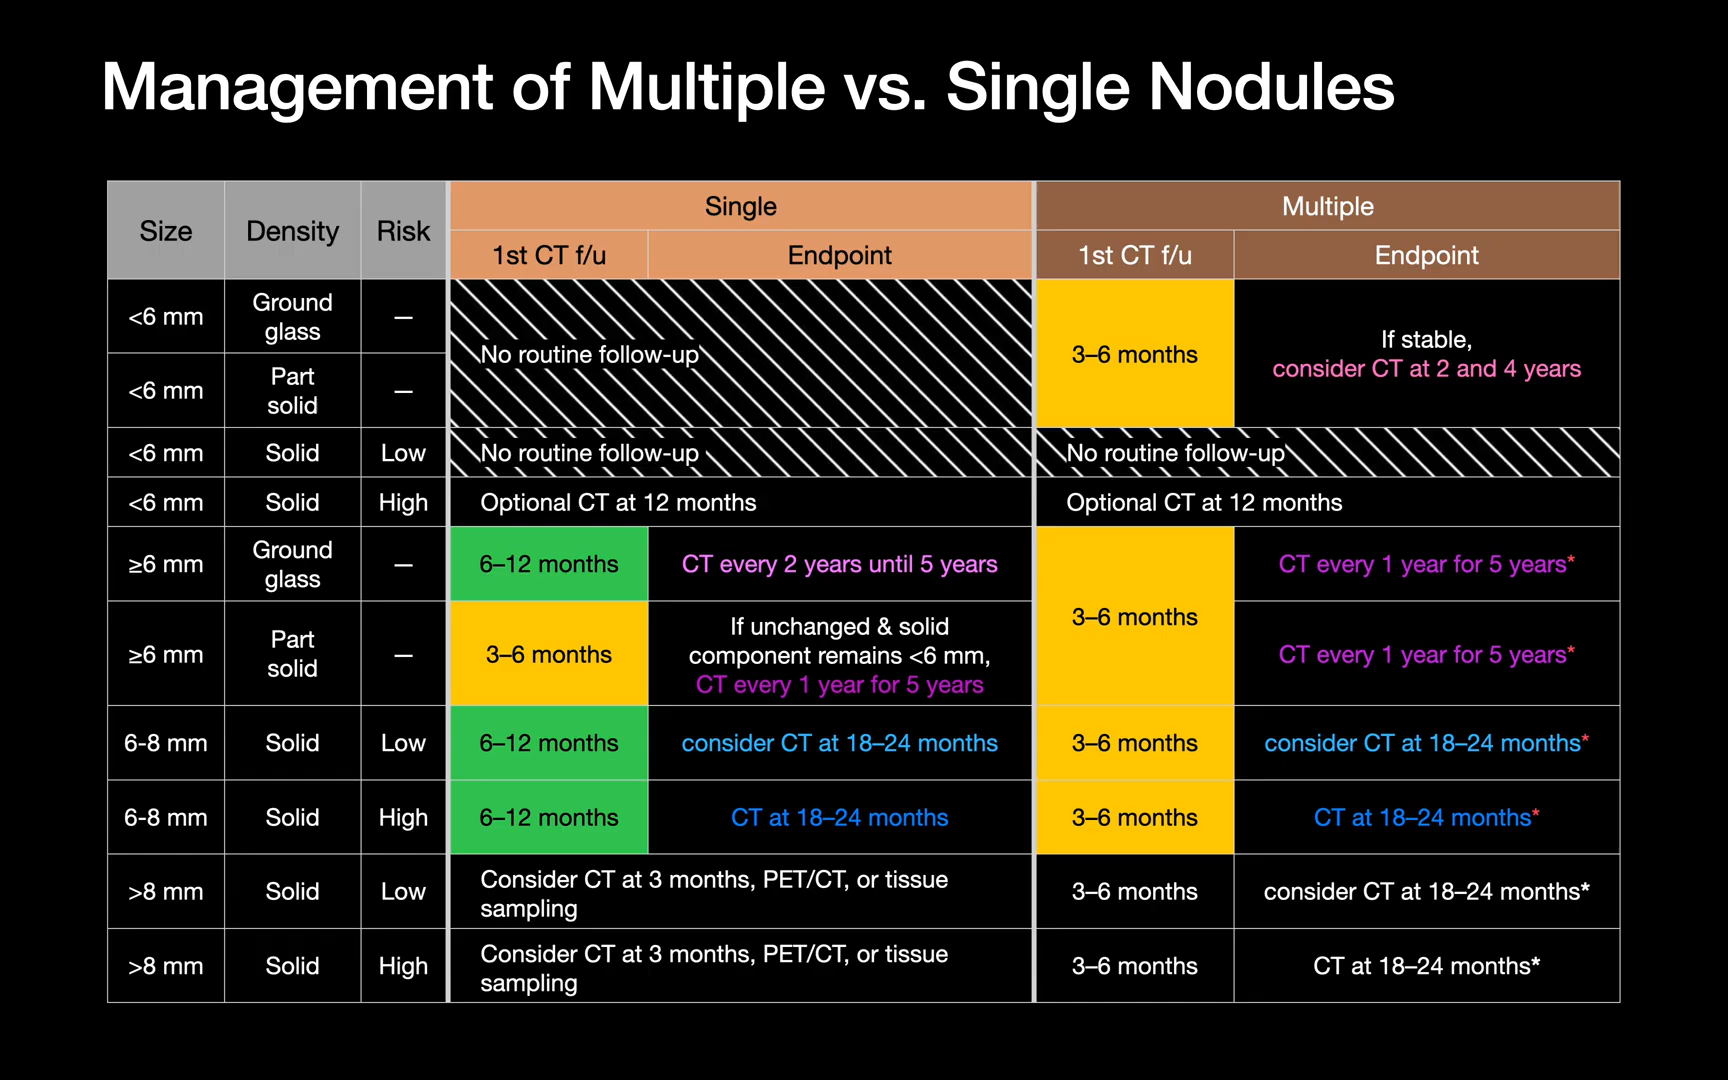 Management of Multiple vs. Single Nodules
Size
Density
Risk
Single
Multiple
1st CT f/u
Endpoint
1st CT f/u
Endpoint
<6 mm
Ground
glass
—
No routine follow-up
3–6 months
If stable,
consider CT at 2 and 4 years
<6 mm
Part
solid
—
<6 mm
Solid
Low
No routine follow-up
No routine follow-up
<6 mm
Solid
High
Optional CT at 12 months
Optional CT at 12 months
≥6 mm
Ground
glass
—
6–12 months
CT every 2 years until 5 years
3–6 months
CT every 1 year for 5 years*
≥6 mm
Part
solid
—
3–6 months
If unchanged & solid
component remains <6 mm,
CT every 1 year for 5 years
CT every 1 year for 5 years*
6-8 mm
Solid
Low
6–12 months
consider CT at 18–24 months
3–6 months
consider CT at 18–24 months*
6-8 mm
Solid
High
6–12 months
CT at 18–24 months
3–6 months
CT at 18–24 months*
>8 mm
Solid
Low
Consider CT at 3 months, PET/CT, or tissue
sampling
3–6 months
consider CT at 18–24 months*
>8 mm
Solid
High
Consider CT at 3 months, PET/CT, or tissue
sampling
3–6 months
CT at 18–24 months*